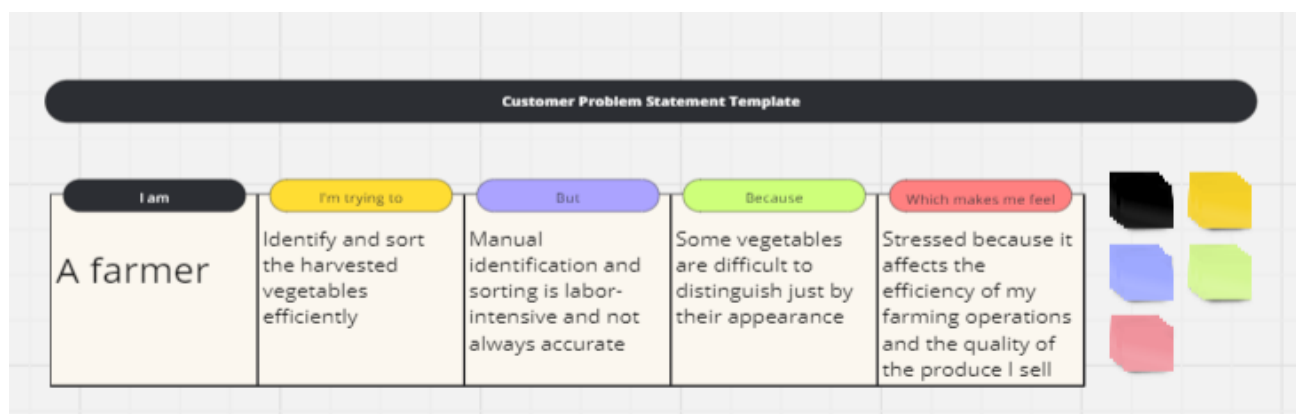 Customer Problem Statement Template
I am
A farmer
I'm trying to
Identify and sort
the harvested
vegetables
efficiently
But
Manual
identification and
sorting is labor-
intensive and not
always accurate
Because
Some vegetables
are difficult to
distinguish just by
their appearance
Which makes me feel
Stressed because it
affects the
efficiency of my
farming operations
and the quality of
the produce I sell